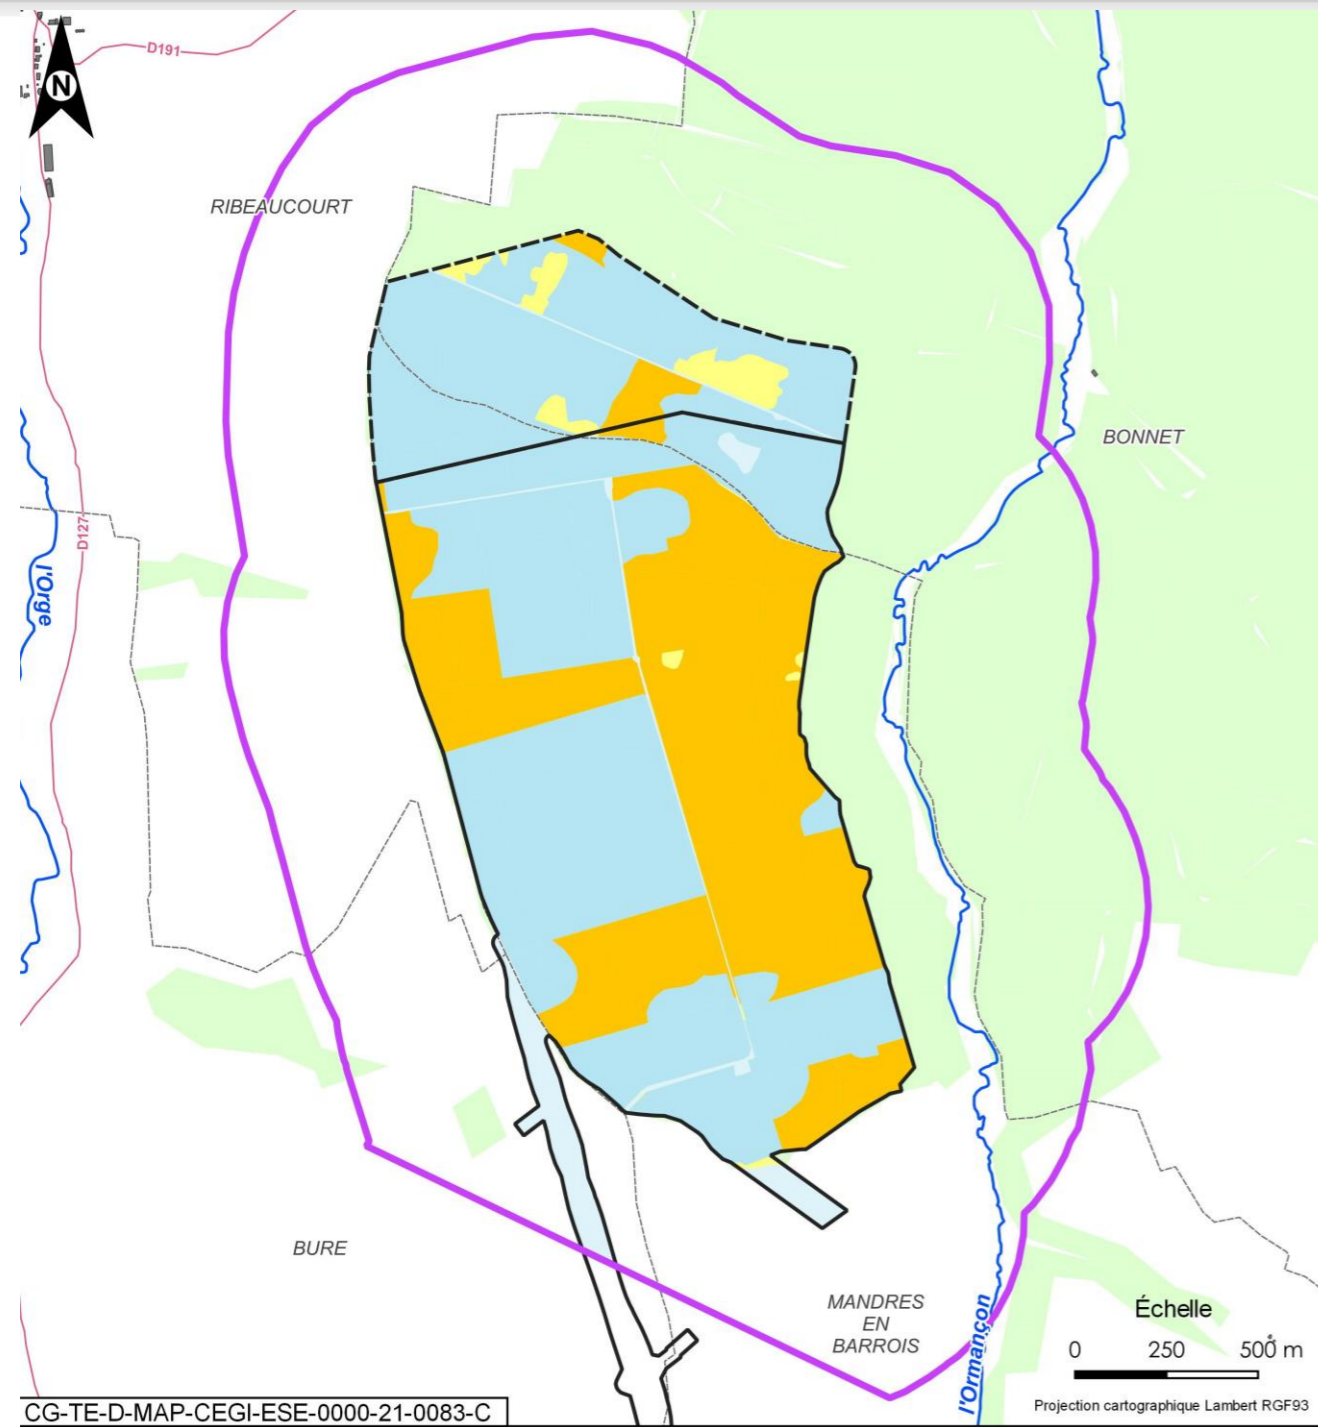 D191
N
RIBEAUCOURT
BONNET
D127
l'Orge
BURE
MANDRES
EN
BARROIS
l'Ormançon
Échelle
0 250 500 m
Projection cartographique Lambert RGF93
CG-TE-D-MAP-CEGI-ESE-0000-21-0083-C